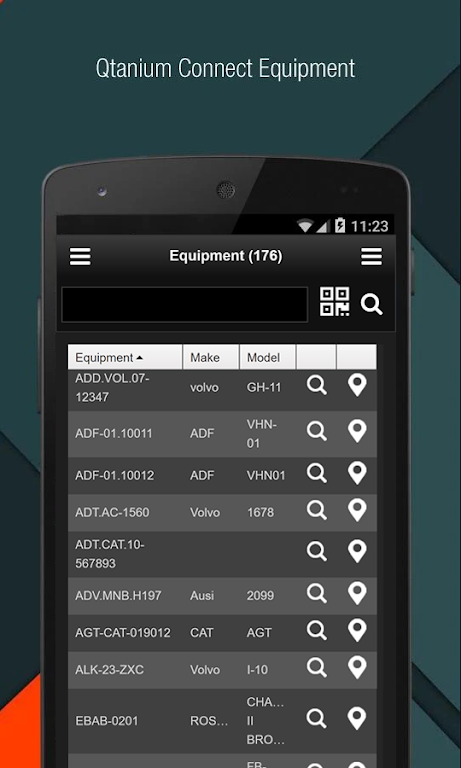 Qtanium Connect Equipment
11:23
Equipment (176)
Equipment Make Model
ADD.VOL.07-
12347 volvo GH-11
ADF-01.10011 ADF VHN-
01
ADF-01.10012 ADF VHN01
ADT.AC-1560 Volvo 1678
ADT.CAT.10-
567893
ADV.MNB.H197 Ausi 2099
AGT-CAT-019012 CAT AGT
ALK-23-ZXC Volvo I-10
EBAB-0201 ROS... CHA...
II
BRO...
FB-